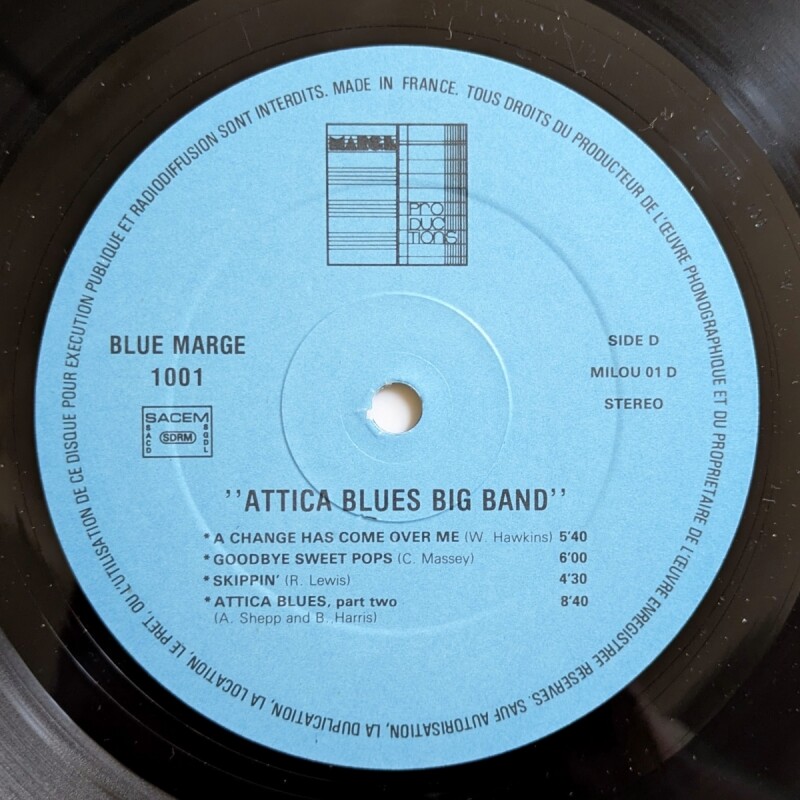 TOUS DROITS DU PRODUCTEUR DE L'ŒUVRE PHONOGRAPHIQUE ET DU PROPRIETAIRE DE L'ŒUVRE ENREGISTREE RESERVES. SAUF AUTORISATION, LA DUPLICATION, LA LOCATION, LE PRET, OU L'UTILISATION DE CE DISQUE POUR EXECUTION PUBLIQUE ET RADIODIFFUSION SONT INTERDITS. MADE IN FRANCE.
MARGE
PRO
DUC
TIONS
BLUE MARGE
1001
SACEM
SACD
SDRM
SGDL
SIDE D
MILOU 01 D
STEREO
''ATTICA BLUES BIG BAND''
* A CHANGE HAS COME OVER ME (W. Hawkins) 5'40
* GOODBYE SWEET POPS (C. Massey) 6'00
* SKIPPIN' (R. Lewis) 4'30
* ATTICA BLUES, part two 8'40
(A. Shepp and B. Harris)